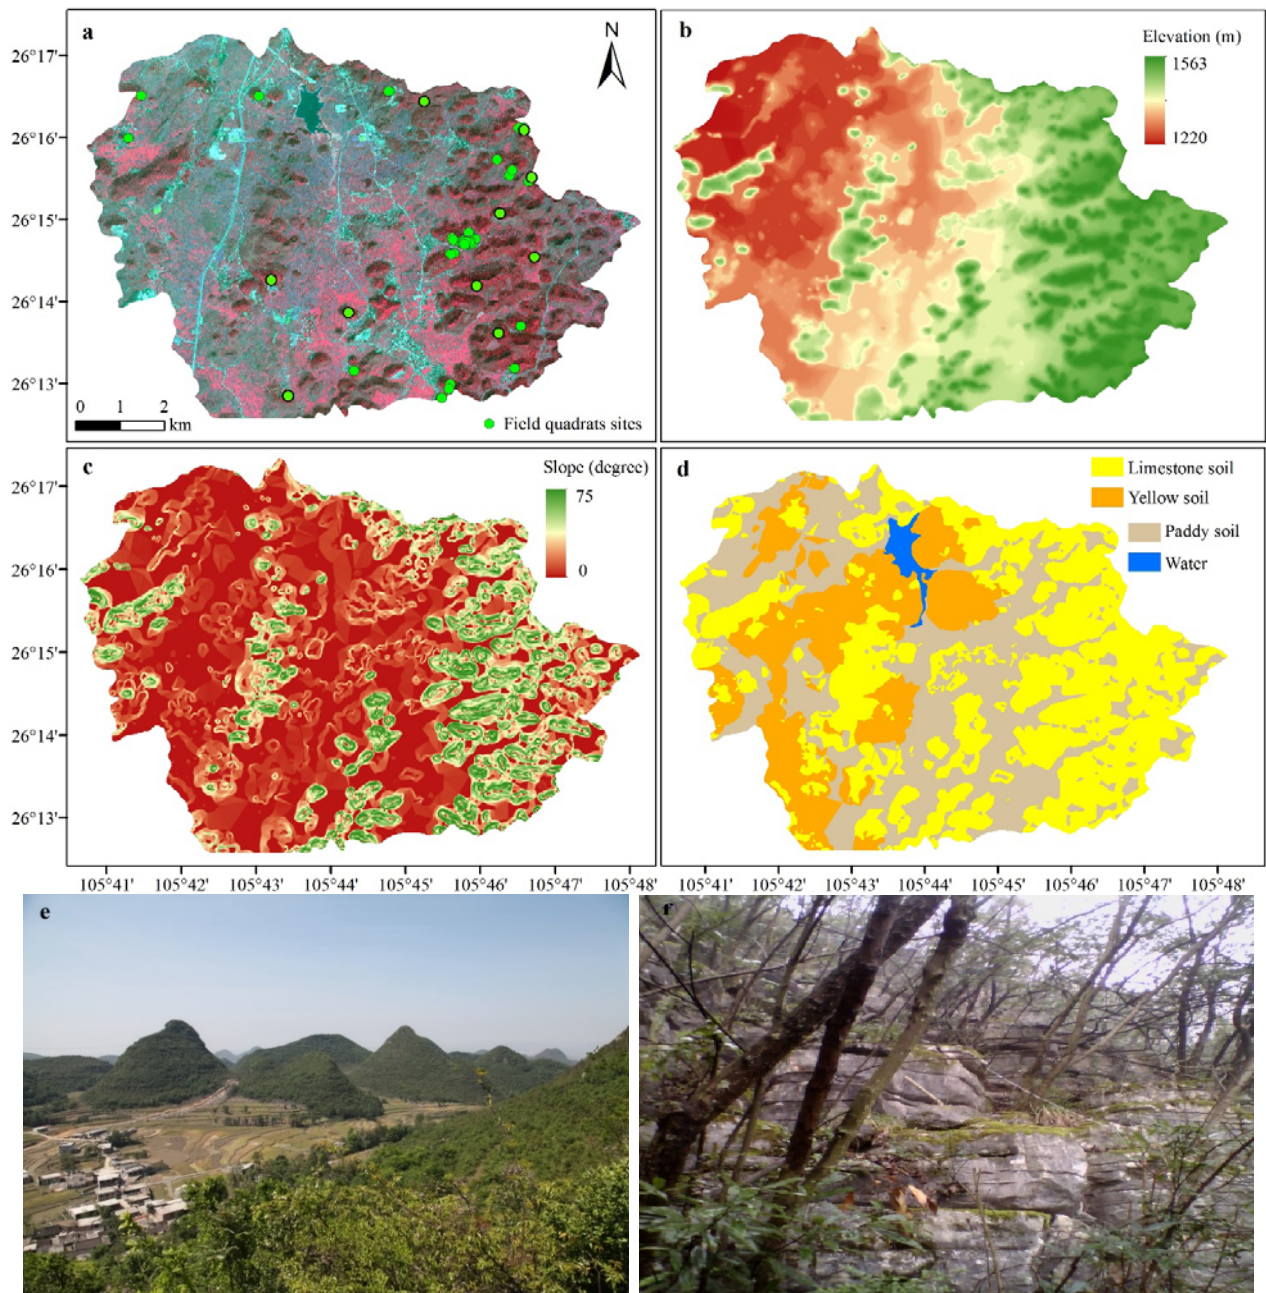 a
N
26°17'
26°16'
26°15'
26°14'
26°13'
0 1 2
km
Field quadrats sites
b
Elevation (m)
1563
1220
c
Slope (degree)
75
0
26°17'
26°16'
26°15'
26°14'
26°13'
105°41' 105°42' 105°43' 105°44' 105°45' 105°46' 105°47' 105°48'
d
Limestone soil
Yellow soil
Paddy soil
Water
105°41' 105°42' 105°43' 105°44' 105°45' 105°46' 105°47' 105°48'
e
f